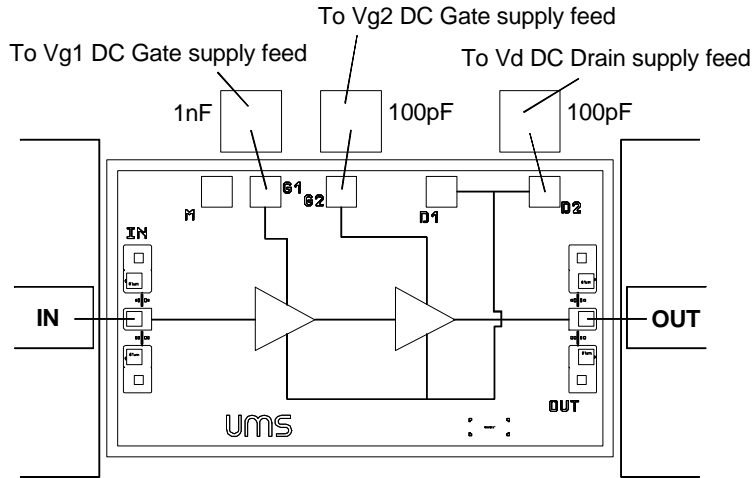 To Vg2 DC Gate supply feed
To Vg1 DC Gate supply feed
To Vd DC Drain supply feed
1nF
100pF
100pF
M
G1
G2
D1
D2
IN
IN
OUT
OUT
UMS